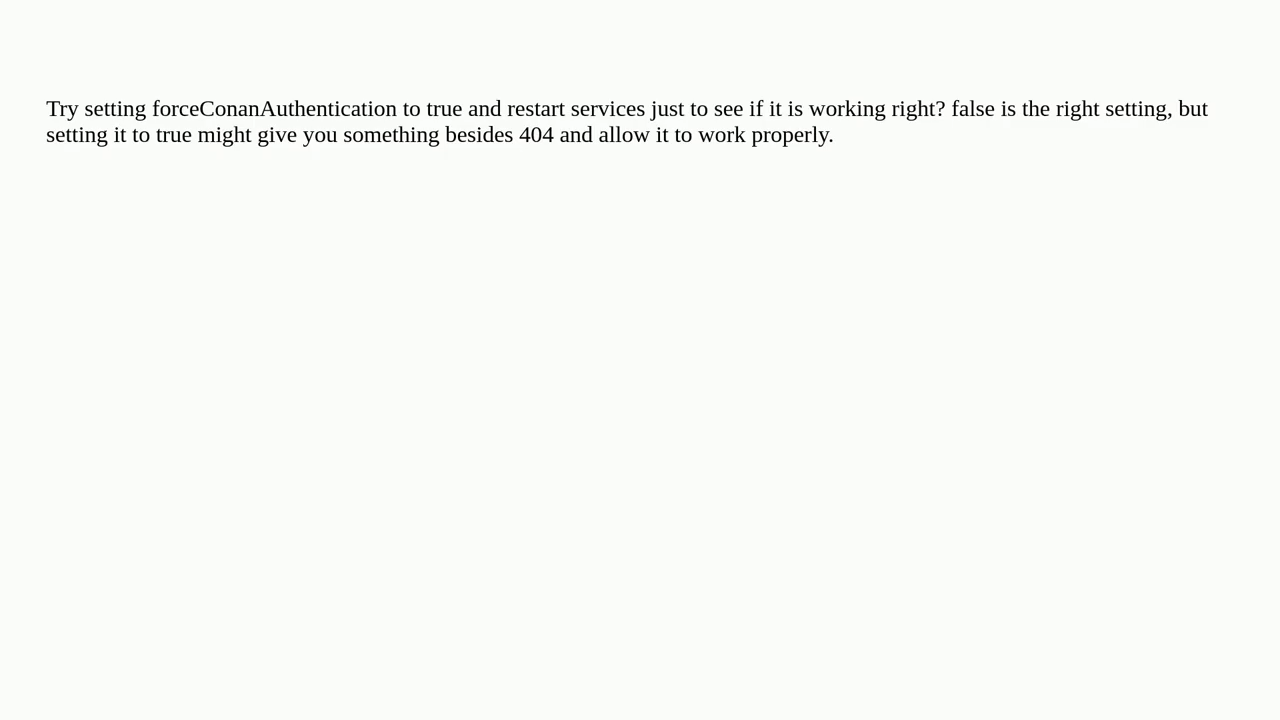 Try setting forceConanAuthentication to true and restart services just to see if it is working right? false is the right setting, but
setting it to true might give you something besides 404 and allow it to work properly.